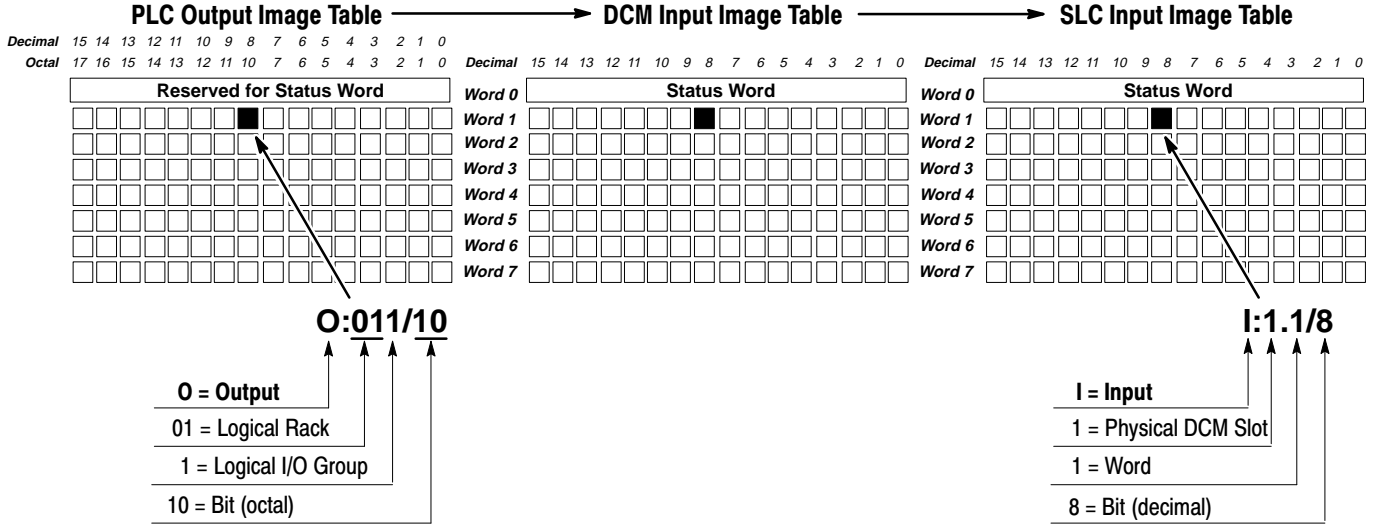 PLC Output Image Table
DCM Input Image Table
SLC Input Image Table
Decimal 15 14 13 12 11 10 9 8 7 6 5 4 3 2 1 0
Octal 17 16 15 14 13 12 11 10 7 6 5 4 3 2 1 0
Decimal 15 14 13 12 11 10 9 8 7 6 5 4 3 2 1 0
Decimal 15 14 13 12 11 10 9 8 7 6 5 4 3 2 1 0
Reserved for Status Word
Word 0
Status Word
Word 0
Status Word
Word 1
Word 1
Word 2
Word 2
Word 3
Word 3
Word 4
Word 4
Word 5
Word 5
Word 6
Word 6
Word 7
Word 7
O:011/10
O = Output
01 = Logical Rack
1 = Logical I/O Group
10 = Bit (octal)
I:1.1/8
I = Input
1 = Physical DCM Slot
1 = Word
8 = Bit (decimal)